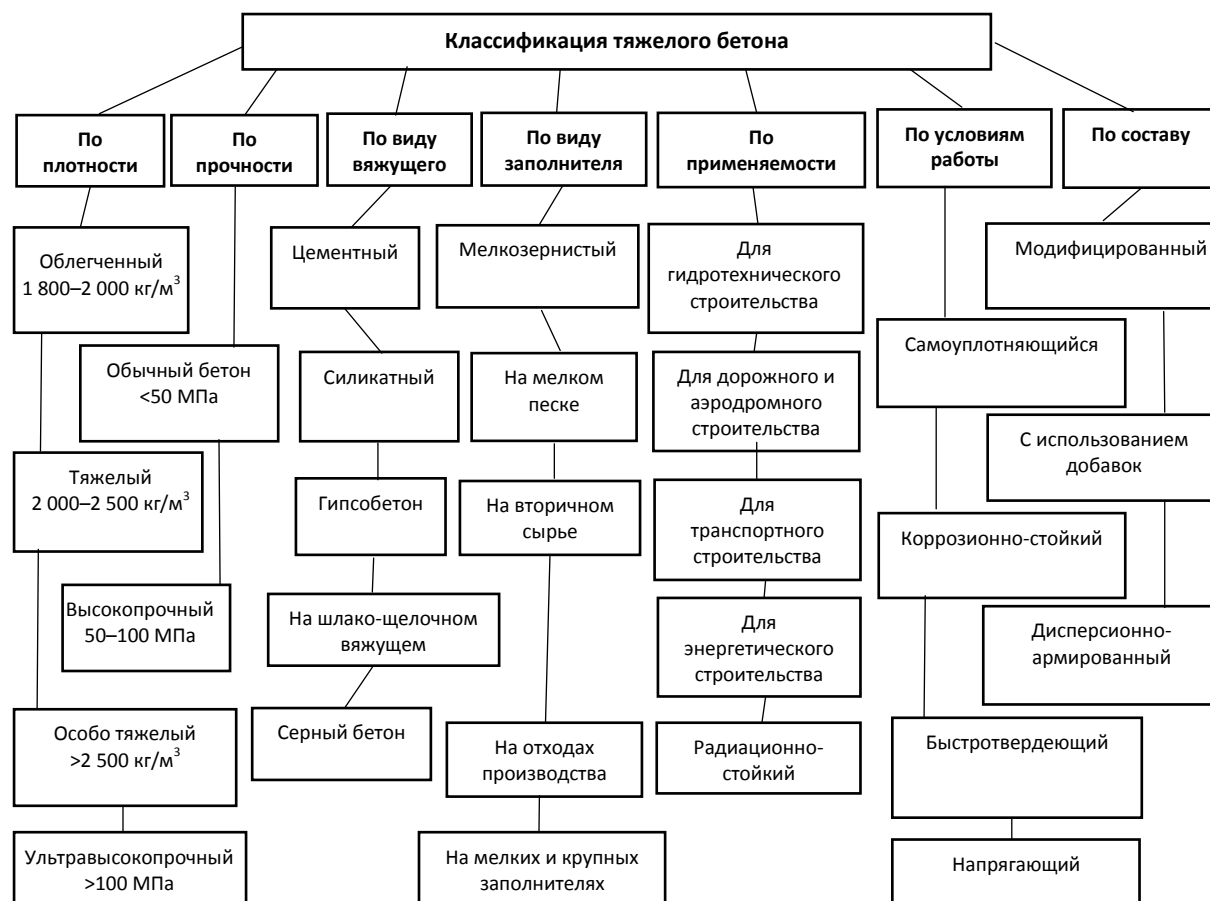 Классификация тяжелого бетона
По
плотности
По
прочности
По виду
вяжущего
По виду
заполнителя
По
применяемости
По условиям
работы
По составу
Облегченный
1 800–2 000 кг/м³
Обычный бетон
<50 МПа
Тяжелый
2 000–2 500 кг/м³
Высокопрочный
50–100 МПа
Особо тяжелый
>2 500 кг/м³
Ультравысокопрочный
>100 МПа
Цементный
Силикатный
Гипсобетон
На шлако-щелочном
вяжущем
Серный бетон
Мелкозернистый
На мелком
песке
На вторичном
сырье
На отходах
производства
На мелких и крупных
заполнителях
Для
гидротехнического
строительства
Для дорожного и
аэродромного
строительства
Для
транспортного
строительства
Для
энергетического
строительства
Радиационно-
стойкий
Самоуплотняющийся
Коррозионно-стойкий
Быстротвердеющий
Напрягающий
Модифицированный
С использованием
добавок
Дисперсионно-
армированный